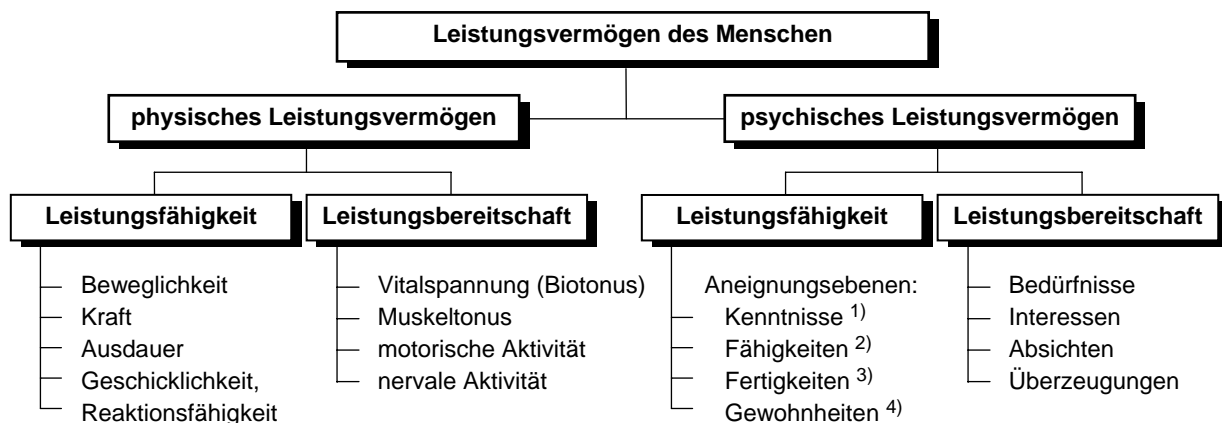 Leistungsvermögen des Menschen
physisches Leistungsvermögen
psychisches Leistungsvermögen
Leistungsfähigkeit
Leistungsbereitschaft
Leistungsfähigkeit
Leistungsbereitschaft
Beweglichkeit
Kraft
Ausdauer
Geschicklichkeit,
Reaktionsfähigkeit
Vitalspannung (Biotonus)
Muskeltonus
motorische Aktivität
nervale Aktivität
Aneignungsebenen:
Kenntnisse 1)
Fähigkeiten 2)
Fertigkeiten 3)
Gewohnheiten 4)
Bedürfnisse
Interessen
Absichten
Überzeugungen